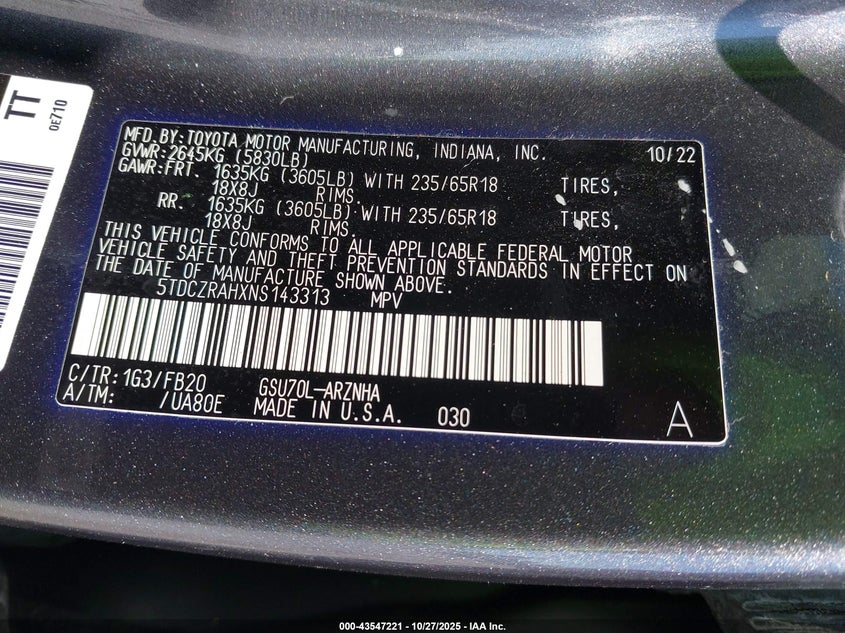 TT
0E710
MFD.BY:TOYOTA MOTOR MANUFACTURING, INDIANA, INC. 10/22
GVWR:2645KG (5830LB)
GAWR:FRT. 1635KG (3605LB) WITH 235/65R18 TIRES,
18X8J RIMS.
RR. 1635KG (3605LB) WITH 235/65R18 TIRES,
18X8J RIMS.
THIS VEHICLE CONFORMS TO ALL APPLICABLE FEDERAL MOTOR
VEHICLE SAFETY AND THEFT PREVENTION STANDARDS IN EFFECT ON
THE DATE OF MANUFACTURE SHOWN ABOVE.
5TDCZRAHXNS143313 MPV
C/TR:1G3/FB20 GSU70L-ARZNHA
A/TM: /UA80E MADE IN U.S.A. 030
A
000-43547221 - 10/27/2025 - IAA Inc.